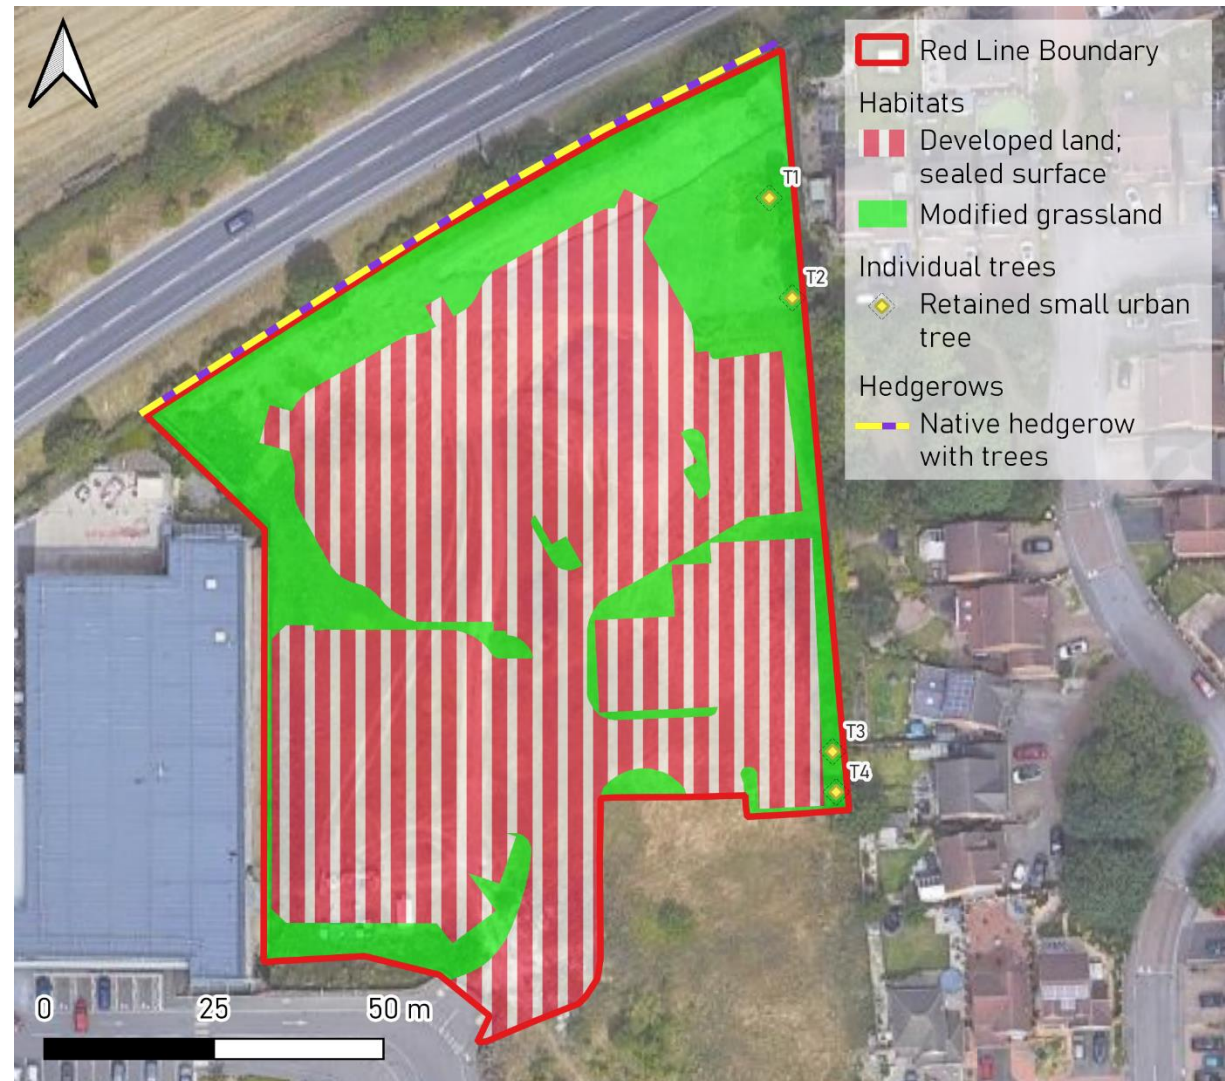 Red Line Boundary
Habitats
Developed land;
sealed surface
Modified grassland
Individual trees
Retained small urban
tree
Hedgerows
Native hedgerow
with trees
T1
T2
T3
T4
0 25 50 m